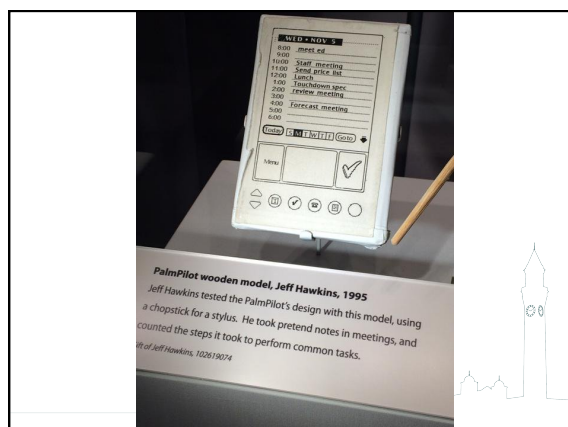 WED • NOV 5
8:00 meet ed
9:00
10:00 Staff meeting
11:00 Send price list
12:00 Lunch
1:00 Touchdown spec
2:00 review meeting
3:00
4:00 Forecast meeting
5:00
6:00
Today S M T W T F Go to
Menu
PalmPilot wooden model, Jeff Hawkins, 1995
Jeff Hawkins tested the PalmPilot's design with this model, using
a chopstick for a stylus. He took pretend notes in meetings, and
counted the steps it took to perform common tasks.
ift of Jeff Hawkins, 102619074